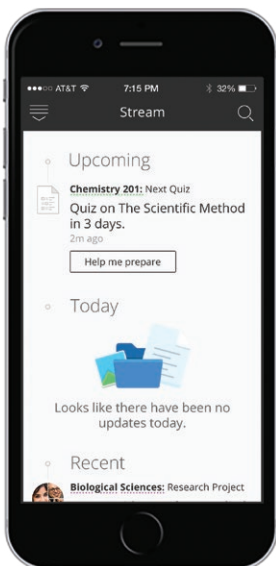 AT&T 7:15 PM 32%
Stream
Upcoming
Chemistry 201: Next Quiz
Quiz on The Scientific Method
in 3 days.
2m ago
Help me prepare
Today
Looks like there have been no
updates today.
Recent
Biological Sciences: Research Project